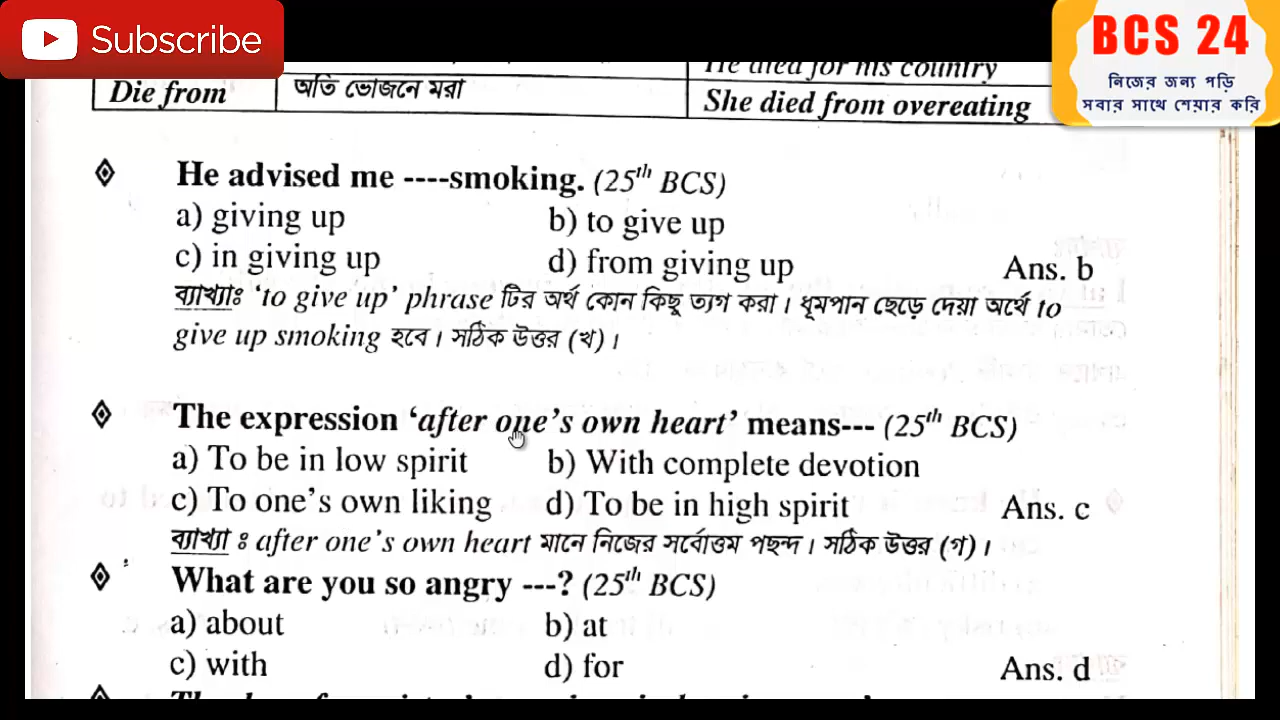 Subscribe
BCS 24
নিজের জন্য পড়ি
সবার সাথে শেয়ার করি
He died for his country
Die from অতি ভোজনে মরা She died from overeating
He advised me ----smoking. (25th BCS)
a) giving up b) to give up
c) in giving up d) from giving up Ans. b
ব্যাখ্যাঃ ‘to give up’ phrase টির অর্থ কোন কিছু ত্যগ করা। ধূমপান ছেড়ে দেয়া অর্থে to
give up smoking হবে। সঠিক উত্তর (খ)।
The expression ‘after one’s own heart’ means--- (25th BCS)
a) To be in low spirit b) With complete devotion
c) To one’s own liking d) To be in high spirit Ans. c
ব্যাখ্যা ঃ after one’s own heart মানে নিজের সর্বোত্তম পছন্দ। সঠিক উত্তর (গ)।
What are you so angry ---? (25th BCS)
a) about b) at
c) with d) for Ans. d